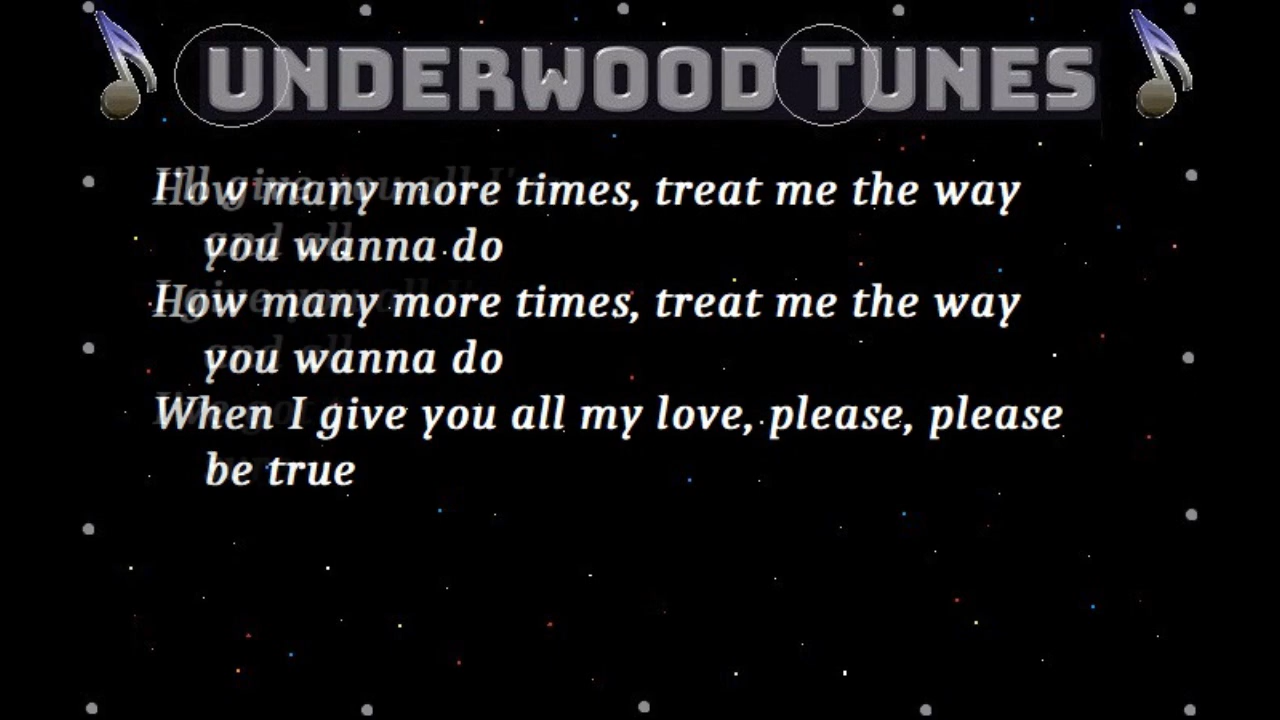 UNDERWOOD TUNES
How many more times, treat me the way
you wanna do
How many more times, treat me the way
you wanna do
When I give you all my love, please, please
be true